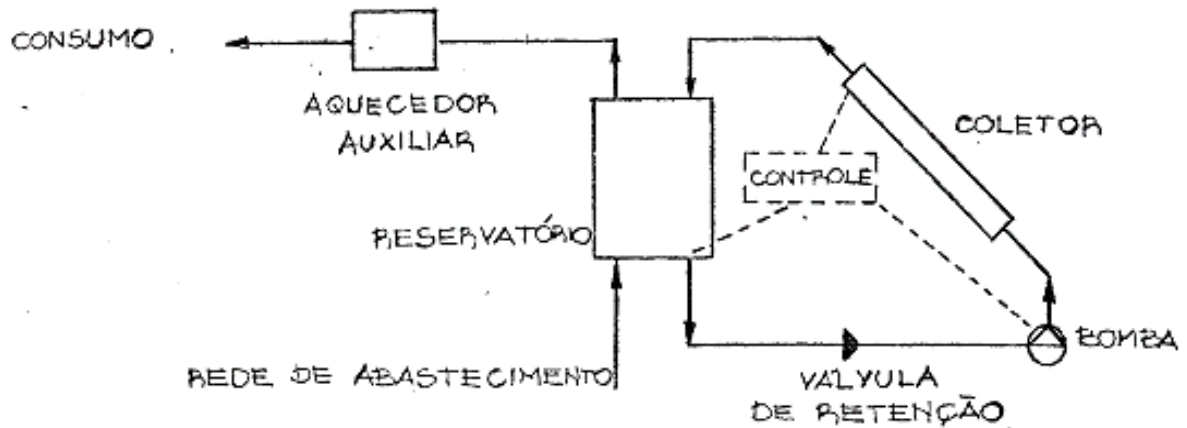 CONSUMO
AQUECEDOR
AUXILIAR
COLETOR
CONTROLE
RESERVATÓRIO
BOMBA
REDE DE ABASTECIMENTO
VALVULA
DE RETENÇÃO